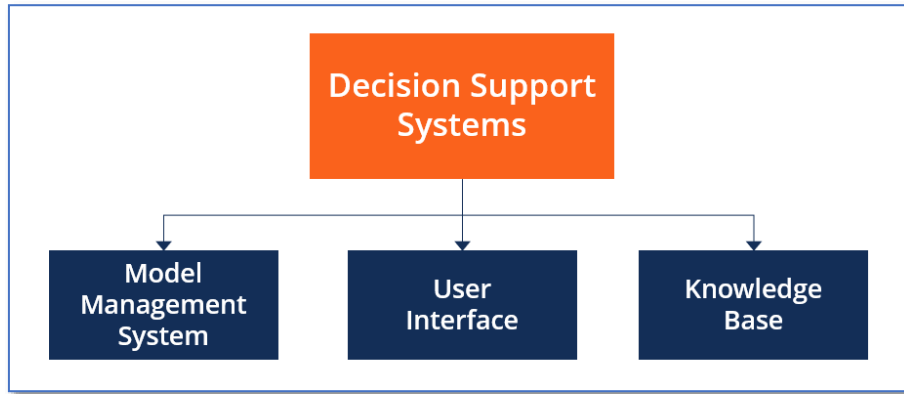 Decision Support
Systems
Model
Management
System
User
Interface
Knowledge
Base